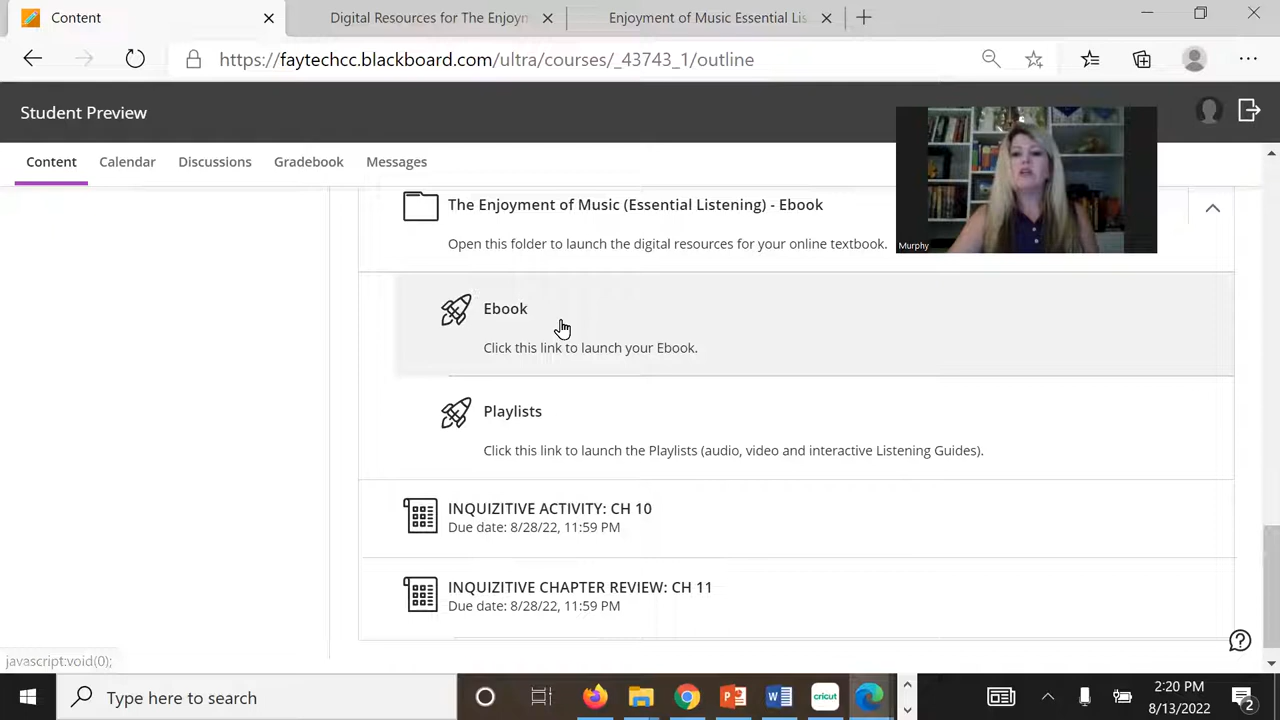 Content
Digital Resources for The Enjoym
Enjoyment of Music Essential Lis
https://faytechcc.blackboard.com/ultra/courses/_43743_1/outline
Student Preview
Content
Calendar
Discussions
Gradebook
Messages
Murphy
The Enjoyment of Music (Essential Listening) - Ebook
Open this folder to launch the digital resources for your online textbook.
Ebook
Click this link to launch your Ebook.
Playlists
Click this link to launch the Playlists (audio, video and interactive Listening Guides).
INQUIZITIVE ACTIVITY: CH 10
Due date: 8/28/22, 11:59 PM
INQUIZITIVE CHAPTER REVIEW: CH 11
Due date: 8/28/22, 11:59 PM
javascript:void(0);
Type here to search
cricut
2:20 PM
8/13/2022
2